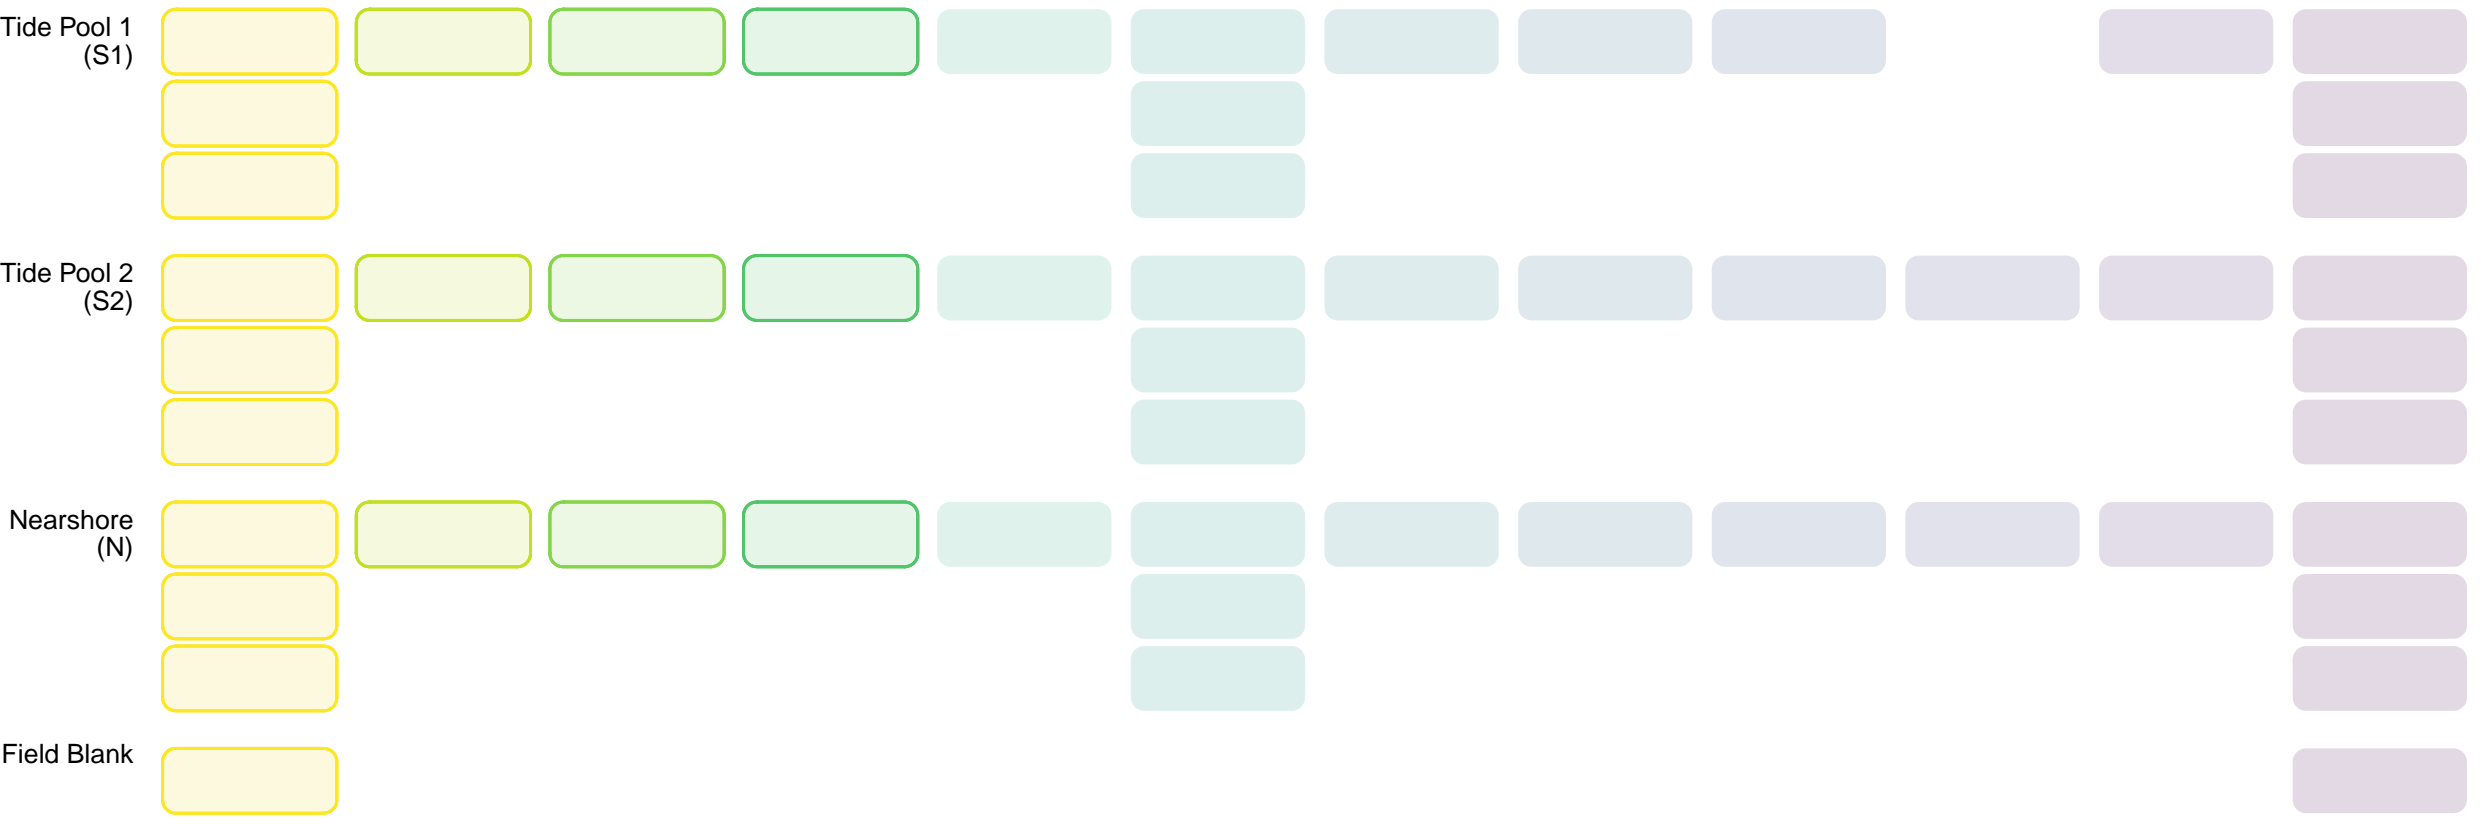 Tide Pool 1
(S1)
Tide Pool 2
(S2)
Nearshore
(N)
Field Blank